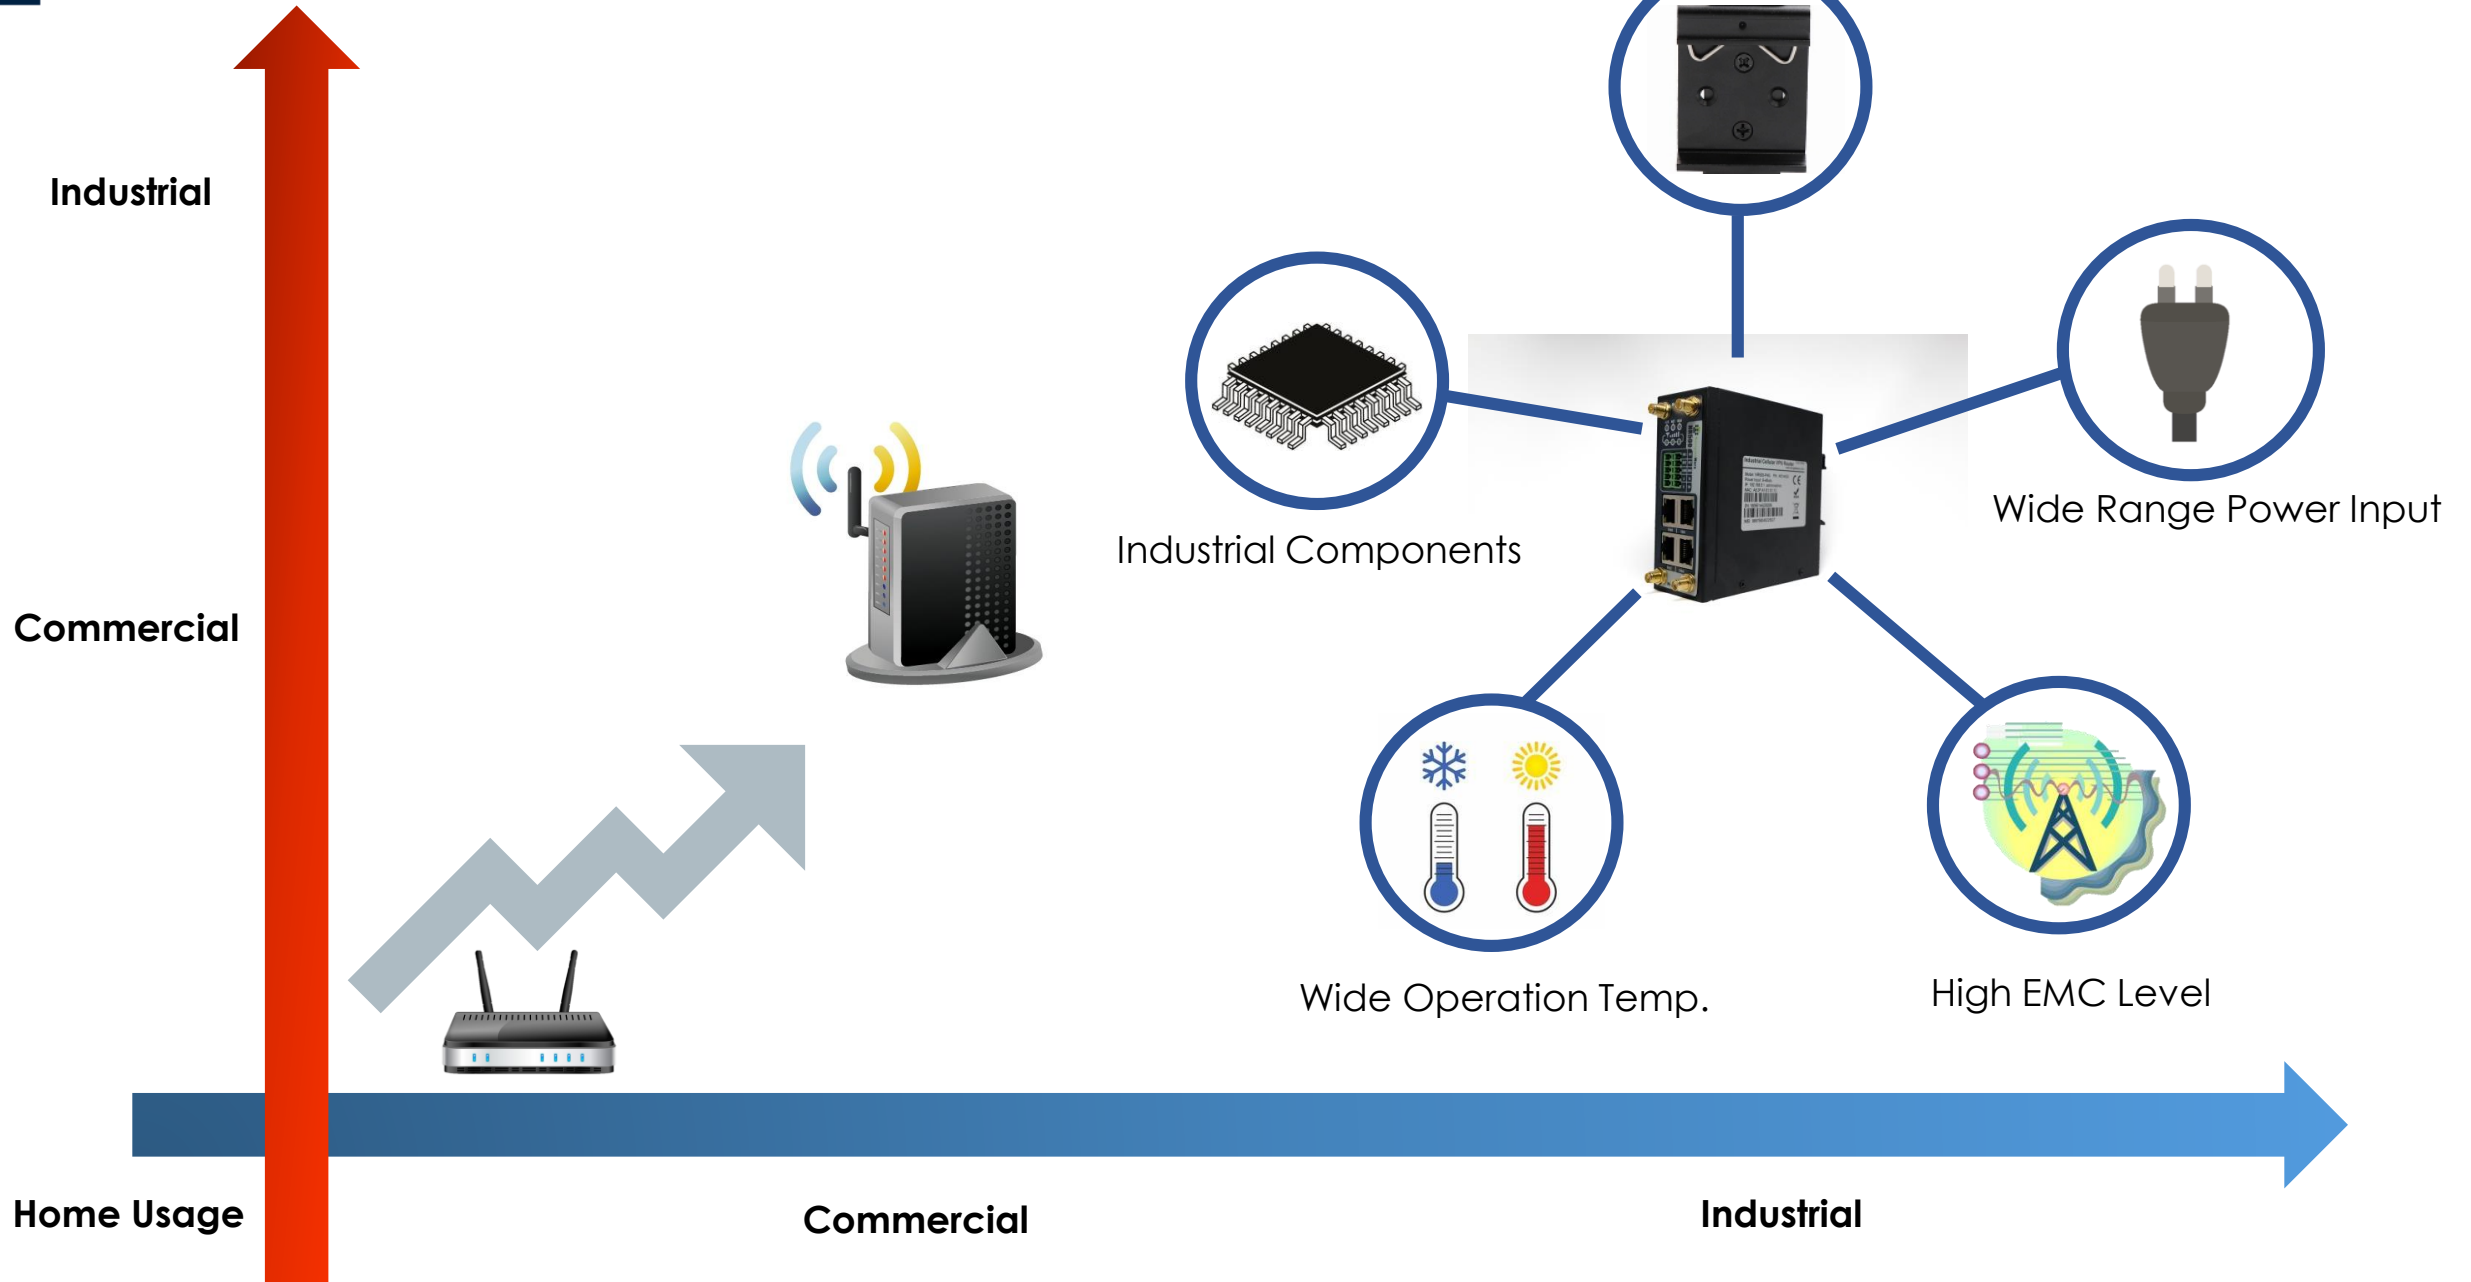 Industrial
Wide Range Power Input
Industrial Components
Commercial
Wide Operation Temp.
High EMC Level
Home Usage
Commercial
Industrial